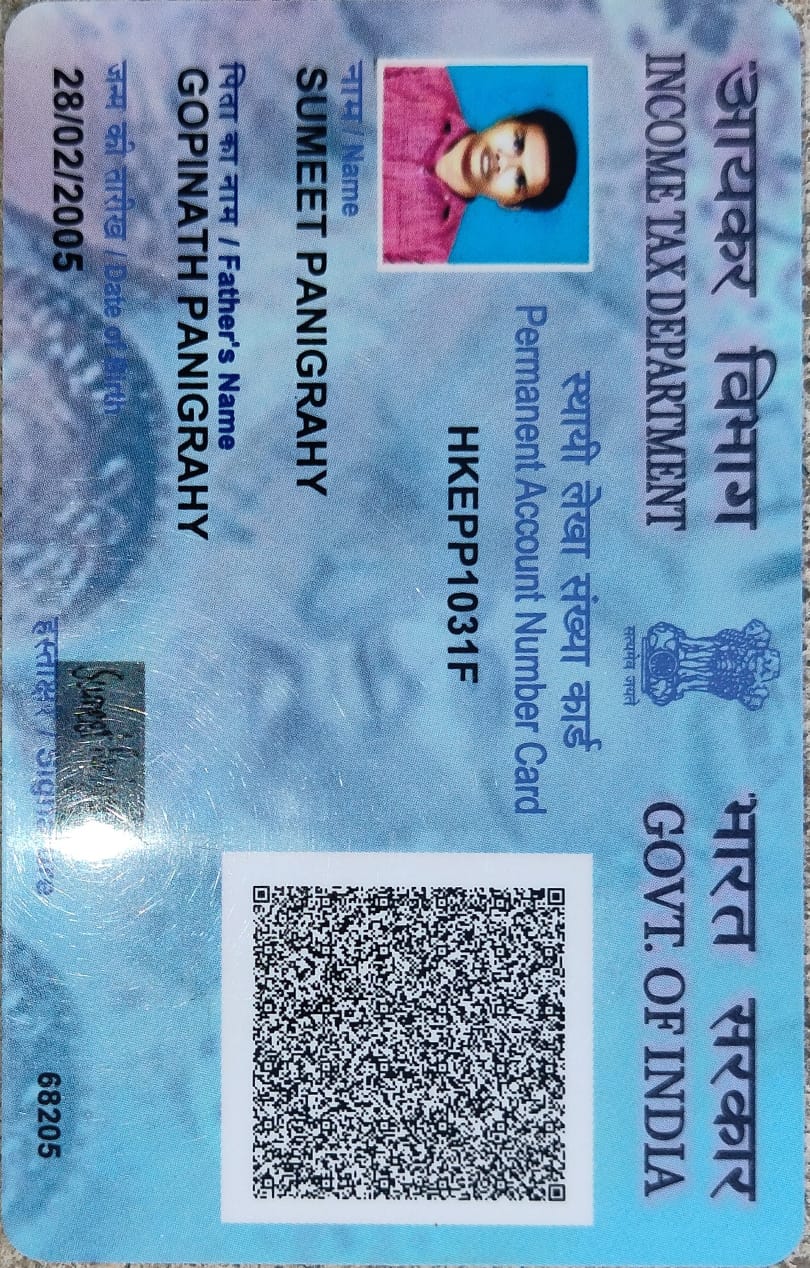 आयकर विभाग
INCOME TAX DEPARTMENT
सत्यमेव जयते
भारत सरकार
GOVT. OF INDIA
स्थायी लेखा संख्या कार्ड
Permanent Account Number Card
HKEPP1031F
नाम / Name
SUMEET PANIGRAHY
पिता का नाम / Father's Name
GOPINATH PANIGRAHY
जन्म की तारीख / Date of Birth
28/02/2005
Sumeet
हस्ताक्षर / Signature
68205